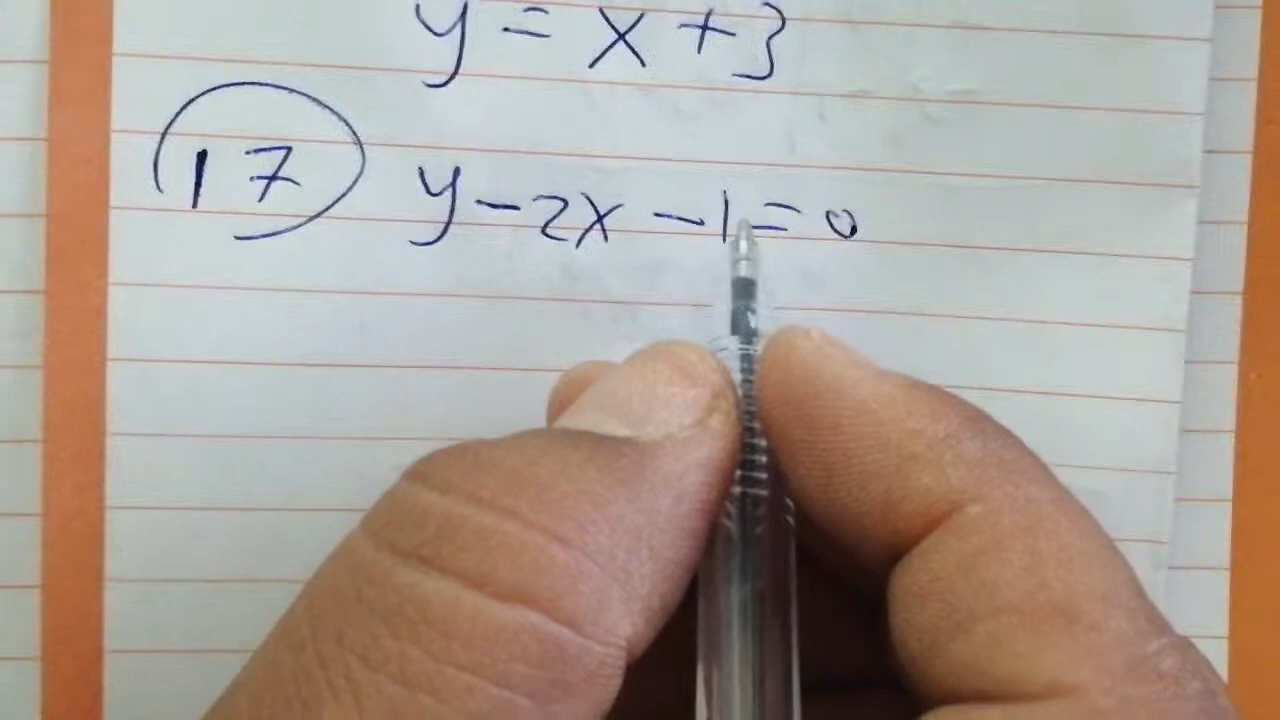 y = x + 3
17 y - 2x - 1 = 0